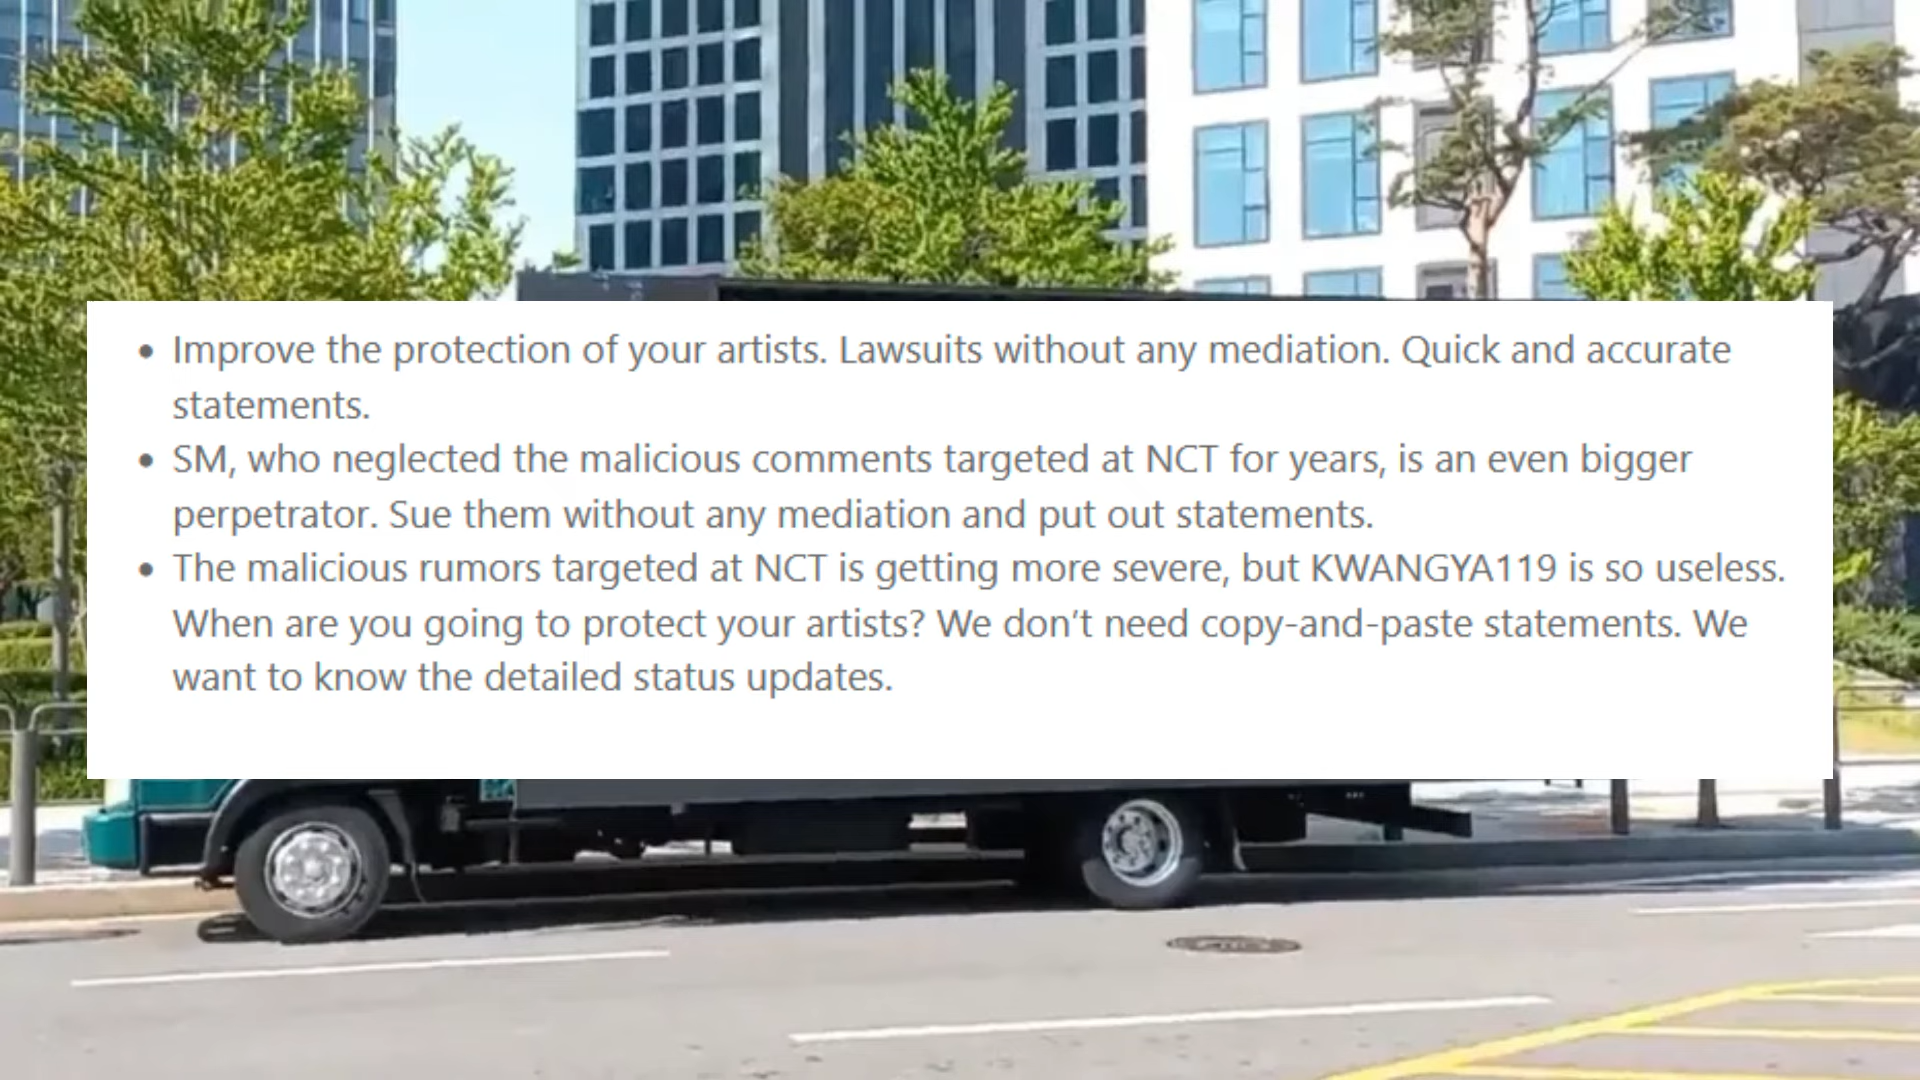 • Improve the protection of your artists. Lawsuits without any mediation. Quick and accurate
statements.
• SM, who neglected the malicious comments targeted at NCT for years, is an even bigger
perpetrator. Sue them without any mediation and put out statements.
• The malicious rumors targeted at NCT is getting more severe, but KWANGYA119 is so useless.
When are you going to protect your artists? We don’t need copy-and-paste statements. We
want to know the detailed status updates.